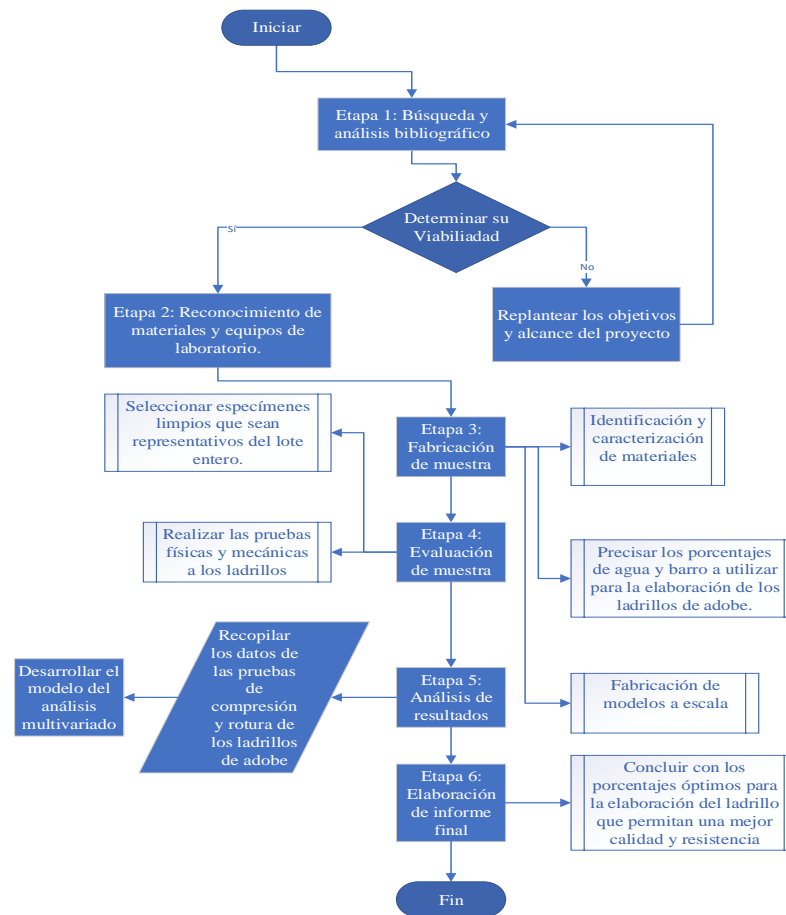 Iniciar
Etapa 1: Búsqueda y
análisis bibliográfico
Determinar su
Viabiliadad
Sí
No
Etapa 2: Reconocimiento de
materiales y equipos de
laboratorio.
Replantear los objetivos
y alcance del proyecto
Seleccionar especímenes
limpios que sean
representativos del lote
entero.
Etapa 3:
Fabricación
de muestra
Identificación y
caracterización
de materiales
Realizar las pruebas
físicas y mecánicas
a los ladrillos
Etapa 4:
Evaluación
de muestra
Precisar los porcentajes
de agua y barro a utilizar
para la elaboración de los
ladrillos de adobe.
Desarrollar el
modelo del
análisis
multivariado
Recopilar
los datos de
las pruebas
de
compresión
y rotura de
los ladrillos
de adobe
Etapa 5:
Análisis de
resultados
Fabricación de
modelos a escala
Etapa 6:
Elaboración
de informe
final
Concluir con los
porcentajes óptimos para
la elaboración del ladrillo
que permitan una mejor
calidad y resistencia
Fin